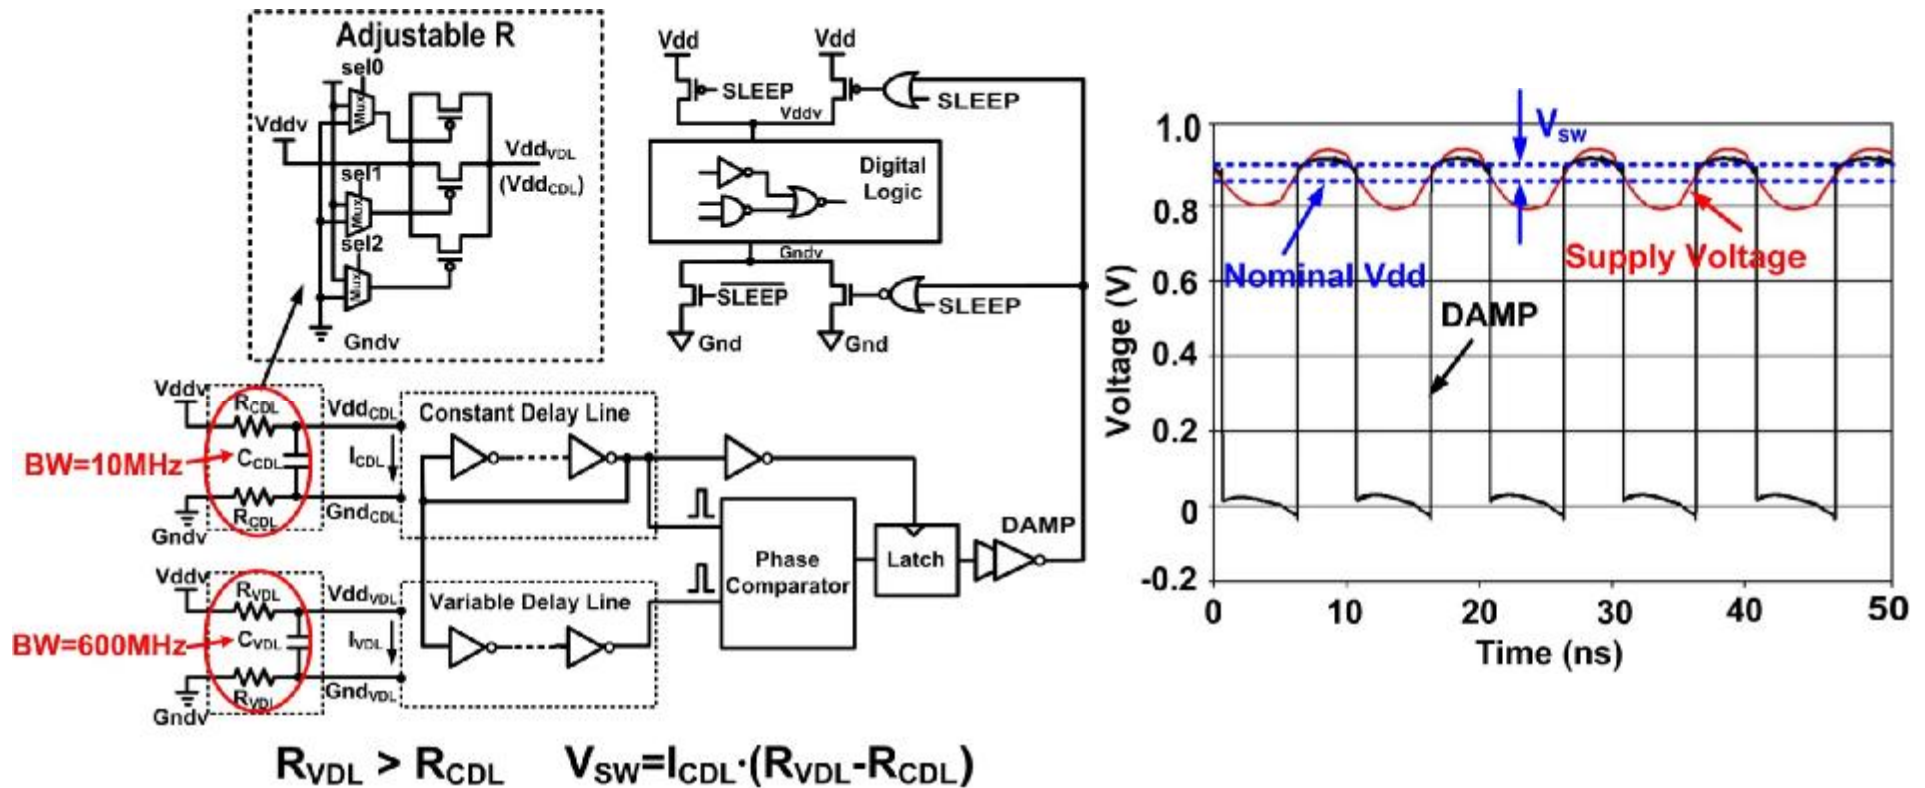 Adjustable R
sel0
Mux
Vddv
Vdd_VDL
(Vdd_CDL)
sel1
Mux
sel2
Mux
Gndv
Vdd
Vdd
SLEEP
SLEEP
Vddv
Digital
Logic
Gndv
S̅L̅E̅E̅P̅
SLEEP
Gnd
Gnd
Vddv
R_CDL
Vdd_CDL
BW=10MHz
C_CDL
I_CDL
R_CDL
Gnd_CDL
Gndv
Constant Delay Line
Vddv
R_VDL
Vdd_VDL
BW=600MHz
C_VDL
I_VDL
R_VDL
Gnd_VDL
Gndv
Variable Delay Line
Phase
Comparator
Latch
DAMP
R_VDL > R_CDL
V_SW=I_CDL·(R_VDL-R_CDL)
V_SW
Nominal Vdd
Supply Voltage
DAMP
Voltage (V)
1.0
0.8
0.6
0.4
0.2
0
-0.2
0 10 20 30 40 50
Time (ns)